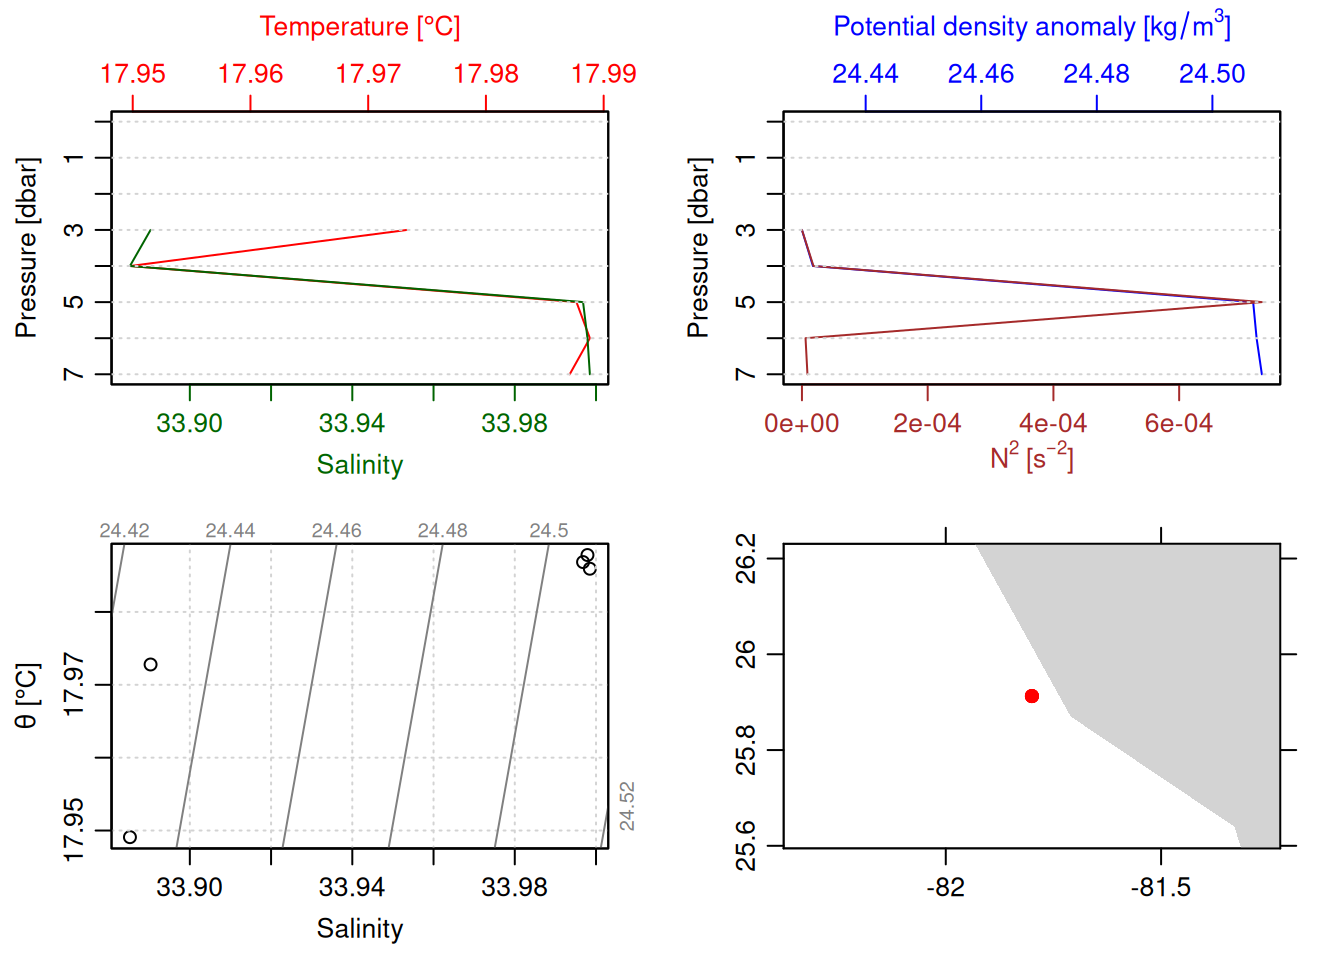 Temperature [°C]
17.95 17.96 17.97 17.98 17.99
Pressure [dbar]
1
3
5
7
33.90 33.94 33.98
Salinity
Potential density anomaly [kg/m³]
24.44 24.46 24.48 24.50
Pressure [dbar]
1
3
5
7
0e+00 2e-04 4e-04 6e-04
N² [s⁻²]
24.42 24.44 24.46 24.48 24.5
24.52
θ [°C]
17.97
17.95
33.90 33.94 33.98
Salinity
26.2
26
25.8
25.6
-82 -81.5